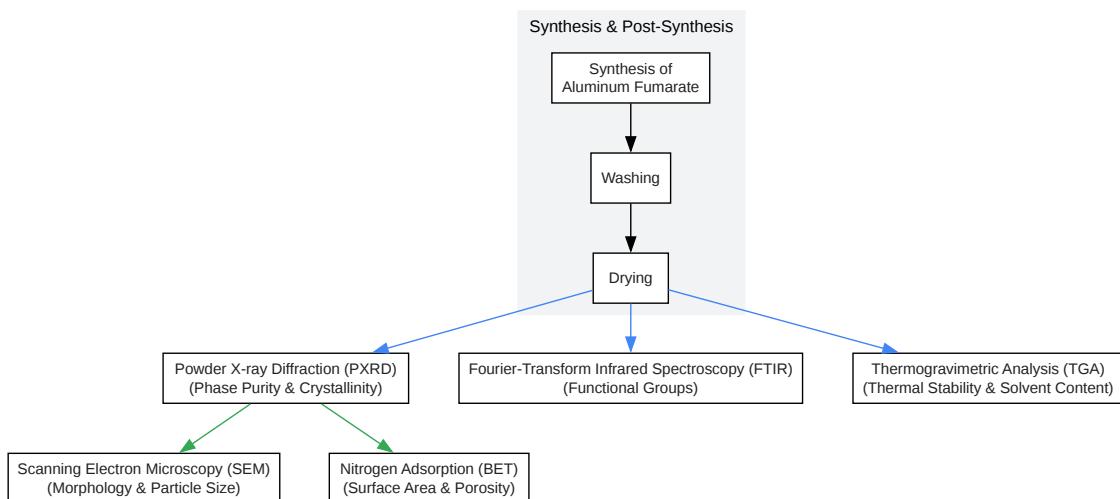 Synthesis & Post-Synthesis
Synthesis of
Aluminum Fumarate
Washing
Drying
Powder X-ray Diffraction (PXRD)
(Phase Purity & Crystallinity)
Fourier-Transform Infrared Spectroscopy (FTIR)
(Functional Groups)
Thermogravimetric Analysis (TGA)
(Thermal Stability & Solvent Content)
Scanning Electron Microscopy (SEM)
(Morphology & Particle Size)
Nitrogen Adsorption (BET)
(Surface Area & Porosity)